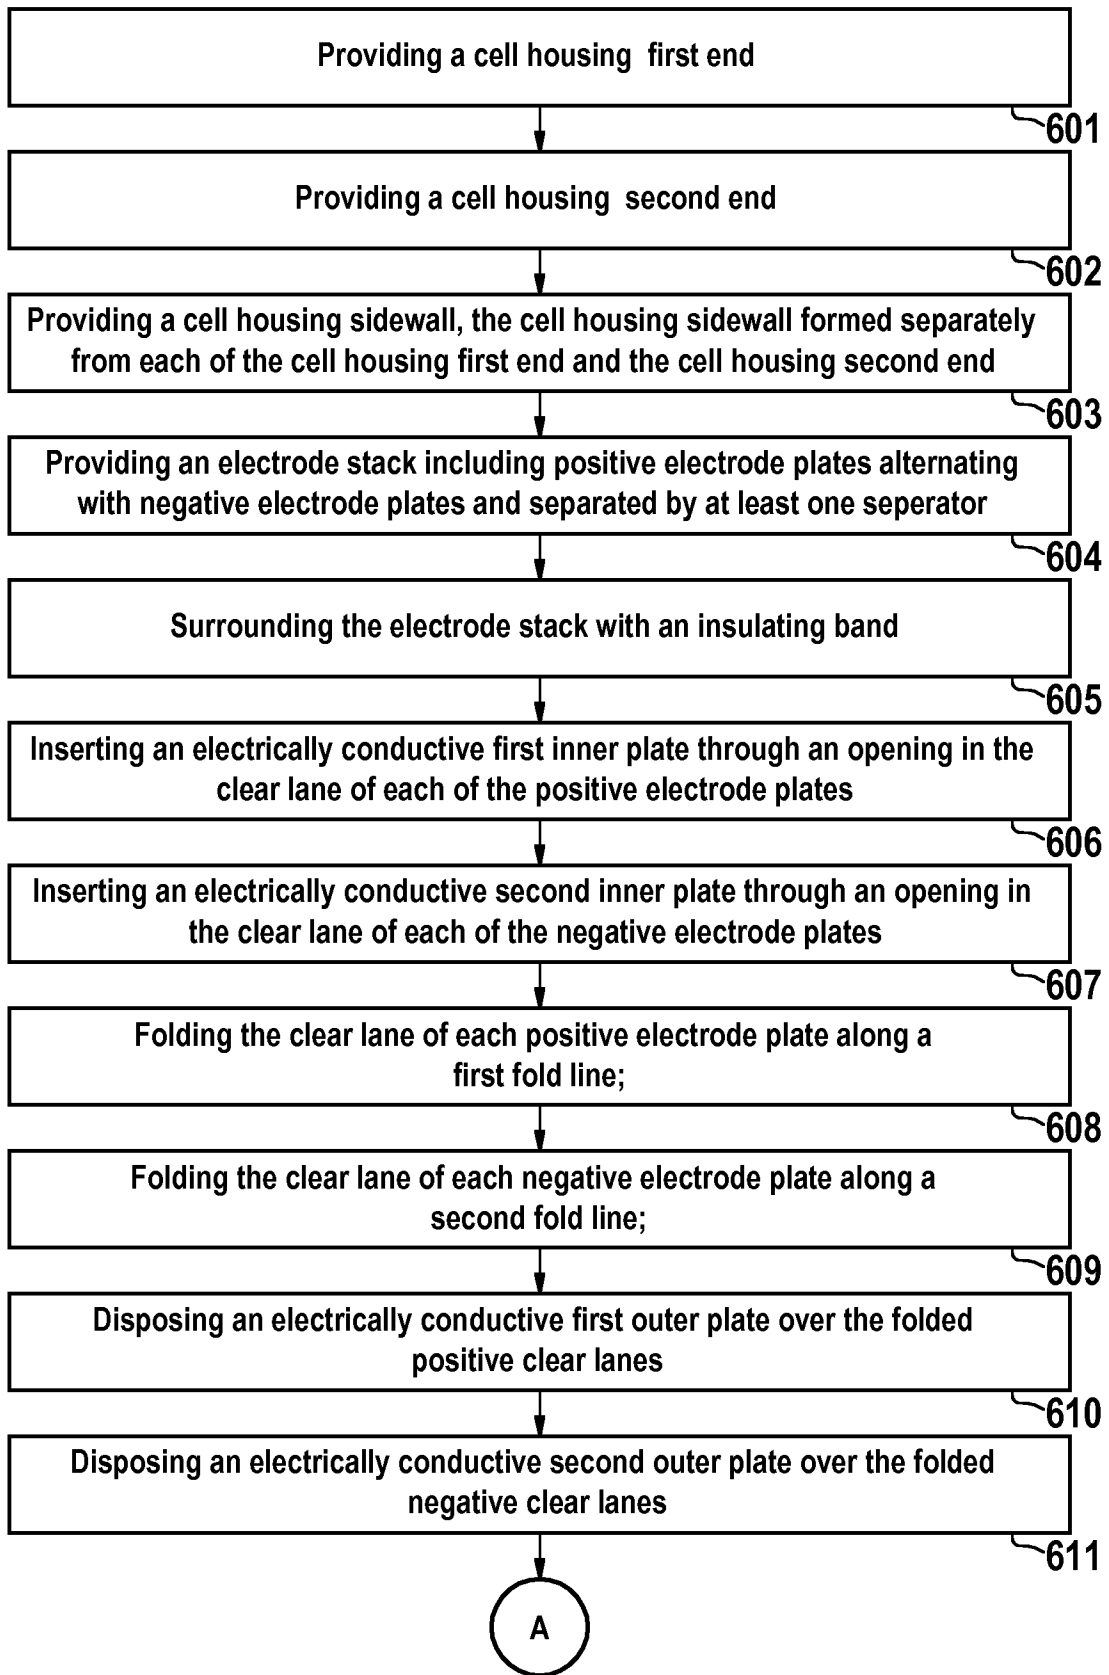 Providing a cell housing  first end
601
Providing a cell housing  second end
602
Providing a cell housing sidewall, the cell housing sidewall formed separately
from each of the cell housing first end and the cell housing second end
603
Providing an electrode stack including positive electrode plates alternating
with negative electrode plates and separated by at least one seperator
604
Surrounding the electrode stack with an insulating band
605
Inserting an electrically conductive first inner plate through an opening in the
clear lane of each of the positive electrode plates
606
Inserting an electrically conductive second inner plate through an opening in
the clear lane of each of the negative electrode plates
607
Folding the clear lane of each positive electrode plate along a
first fold line;
608
Folding the clear lane of each negative electrode plate along a
second fold line;
609
Disposing an electrically conductive first outer plate over the folded
positive clear lanes
610
Disposing an electrically conductive second outer plate over the folded
negative clear lanes
611
A